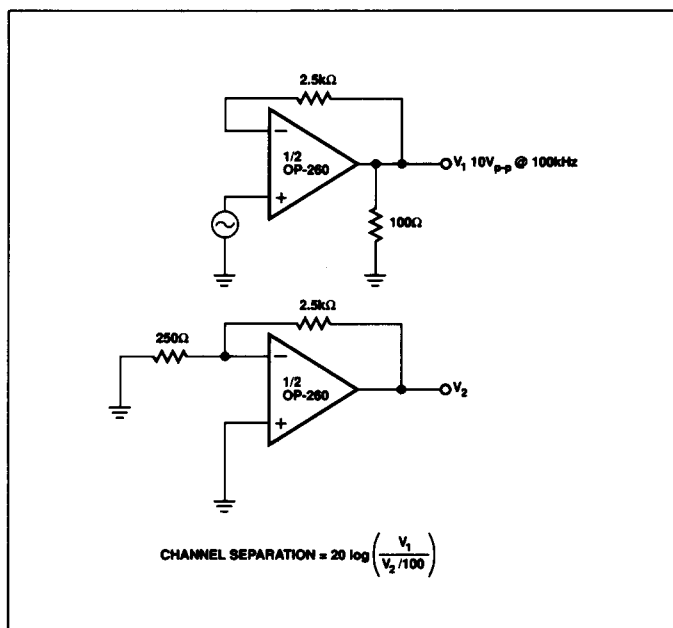 2.5kΩ
−
1/2
OP-260
+
V1 10Vp-p @ 100kHz
100Ω
2.5kΩ
250Ω
−
1/2
OP-260
+
V2
CHANNEL SEPARATION = 20 log (V1 / V2/100)